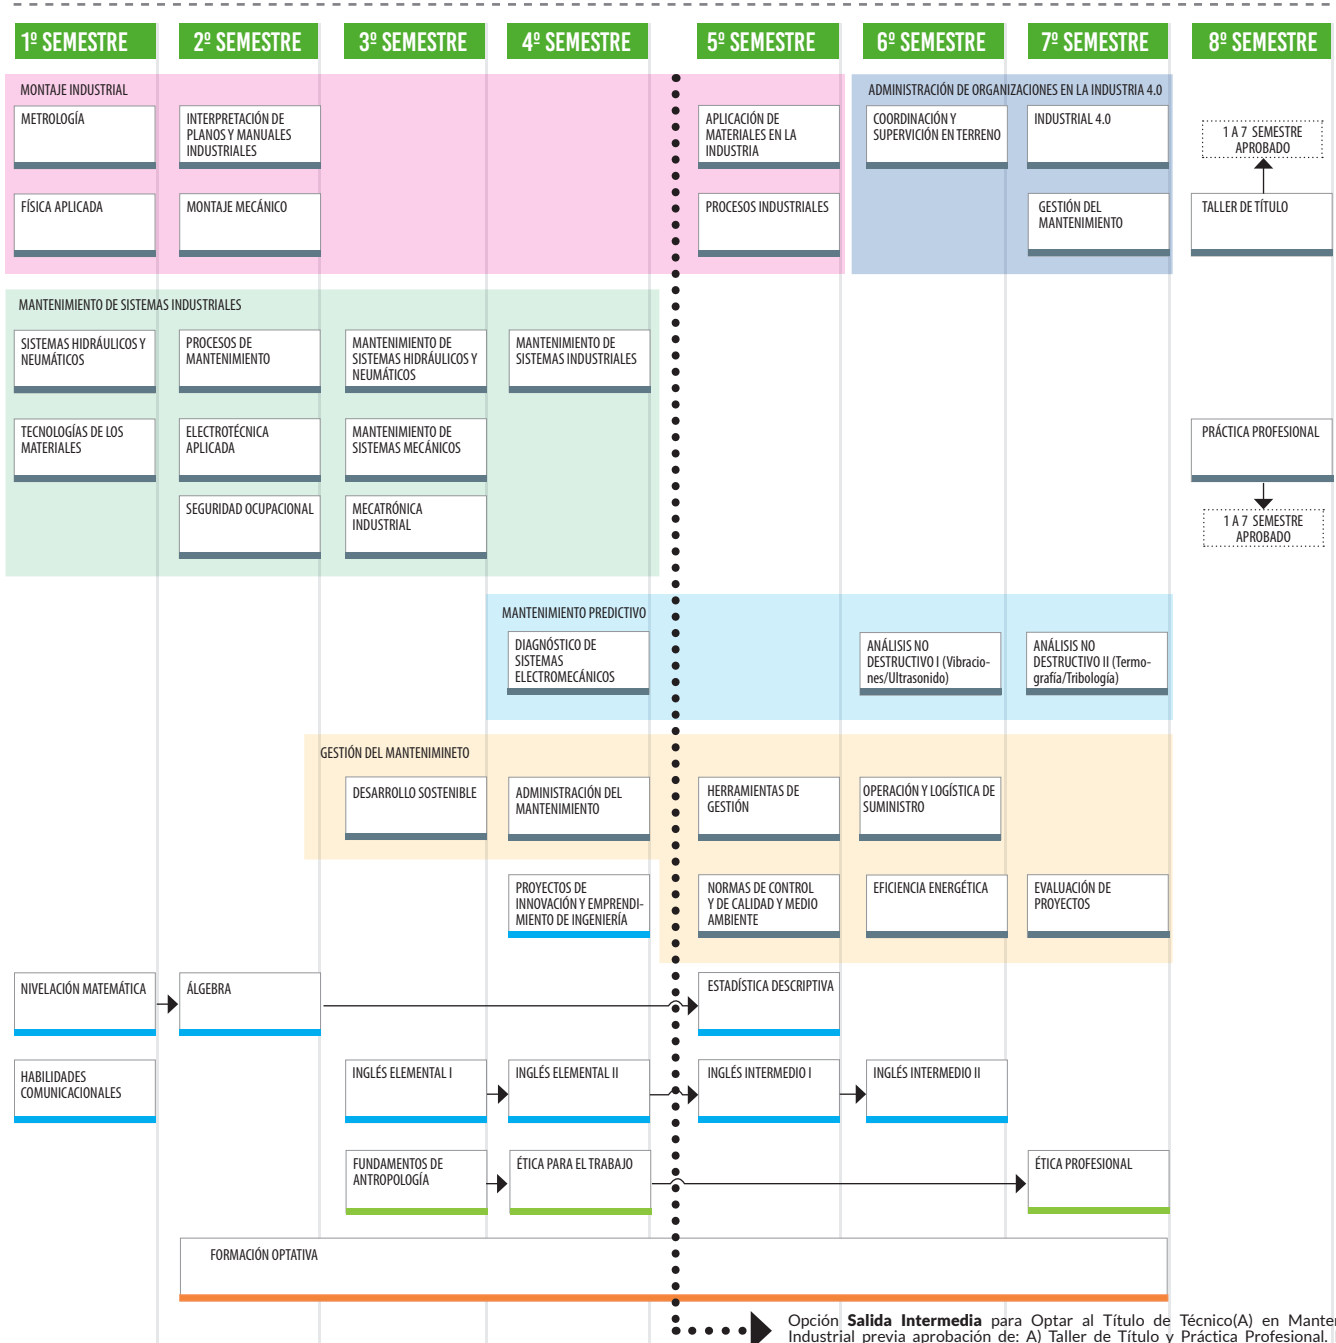 1º SEMESTRE 2º SEMESTRE 3º SEMESTRE 4º SEMESTRE 5º SEMESTRE 6º SEMESTRE 7º SEMESTRE 8º SEMESTRE
MONTAJE INDUSTRIAL
METROLOGÍA
INTERPRETACIÓN DE
PLANOS Y MANUALES
INDUSTRIALES
APLICACIÓN DE
MATERIALES EN LA
INDUSTRIA
FÍSICA APLICADA
MONTAJE MECÁNICO
PROCESOS INDUSTRIALES
ADMINISTRACIÓN DE ORGANIZACIONES EN LA INDUSTRIA 4.0
COORDINACIÓN Y
SUPERVICIÓN EN TERRENO
INDUSTRIAL 4.0
GESTIÓN DEL
MANTENIMIENTO
1 A 7 SEMESTRE
APROBADO
TALLER DE TÍTULO
MANTENIMIENTO DE SISTEMAS INDUSTRIALES
SISTEMAS HIDRÁULICOS Y
NEUMÁTICOS
PROCESOS DE
MANTENIMIENTO
MANTENIMIENTO DE
SISTEMAS HIDRÁULICOS Y
NEUMÁTICOS
MANTENIMIENTO DE
SISTEMAS INDUSTRIALES
TECNOLOGÍAS DE LOS
MATERIALES
ELECTROTÉCNICA
APLICADA
MANTENIMIENTO DE
SISTEMAS MECÁNICOS
SEGURIDAD OCUPACIONAL
MECATRÓNICA
INDUSTRIAL
PRÁCTICA PROFESIONAL
1 A 7 SEMESTRE
APROBADO
MANTENIMIENTO PREDICTIVO
DIAGNÓSTICO DE
SISTEMAS
ELECTROMECÁNICOS
ANÁLISIS NO
DESTRUCTIVO I (Vibracio-
nes/Ultrasonido)
ANÁLISIS NO
DESTRUCTIVO II (Termo-
grafía/Tribología)
GESTIÓN DEL MANTENIMINETO
DESARROLLO SOSTENIBLE
ADMINISTRACIÓN DEL
MANTENIMIENTO
HERRAMIENTAS DE
GESTIÓN
OPERACIÓN Y LOGÍSTICA DE
SUMINISTRO
PROYECTOS DE
INNOVACIÓN Y EMPRENDI-
MIENTO DE INGENIERÍA
NORMAS DE CONTROL
Y DE CALIDAD Y MEDIO
AMBIENTE
EFICIENCIA ENERGÉTICA
EVALUACIÓN DE
PROYECTOS
NIVELACIÓN MATEMÁTICA
ÁLGEBRA
ESTADÍSTICA DESCRIPTIVA
HABILIDADES
COMUNICACIONALES
INGLÉS ELEMENTAL I
INGLÉS ELEMENTAL II
INGLÉS INTERMEDIO I
INGLÉS INTERMEDIO II
FUNDAMENTOS DE
ANTROPOLOGÍA
ÉTICA PARA EL TRABAJO
ÉTICA PROFESIONAL
FORMACIÓN OPTATIVA
Opción Salida Intermedia para Optar al Título de Técnico(A) en Mante
Industrial previa aprobación de: A) Taller de Título y Práctica Profesional.